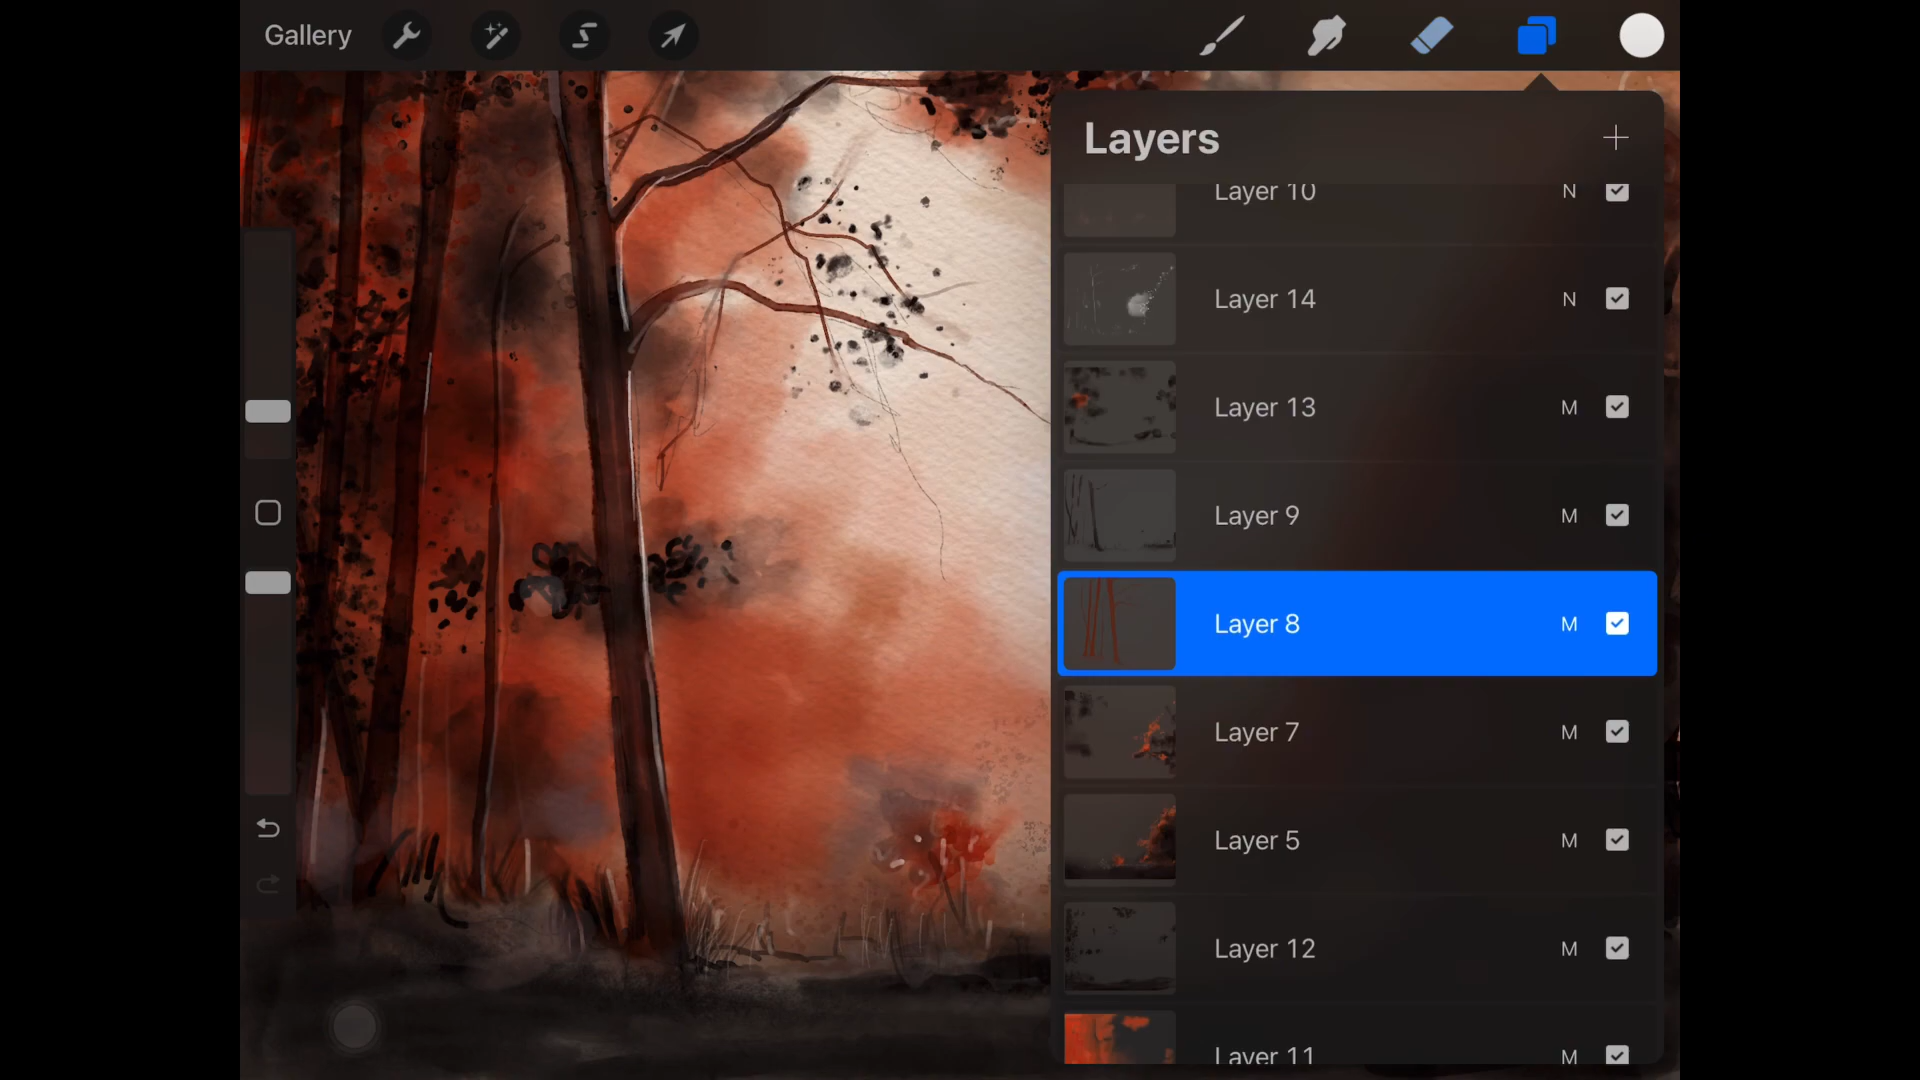 Gallery
Layers
Layer 10 N
Layer 14 N
Layer 13 M
Layer 9 M
Layer 8 M
Layer 7 M
Layer 5 M
Layer 12 M
Layer 11 M